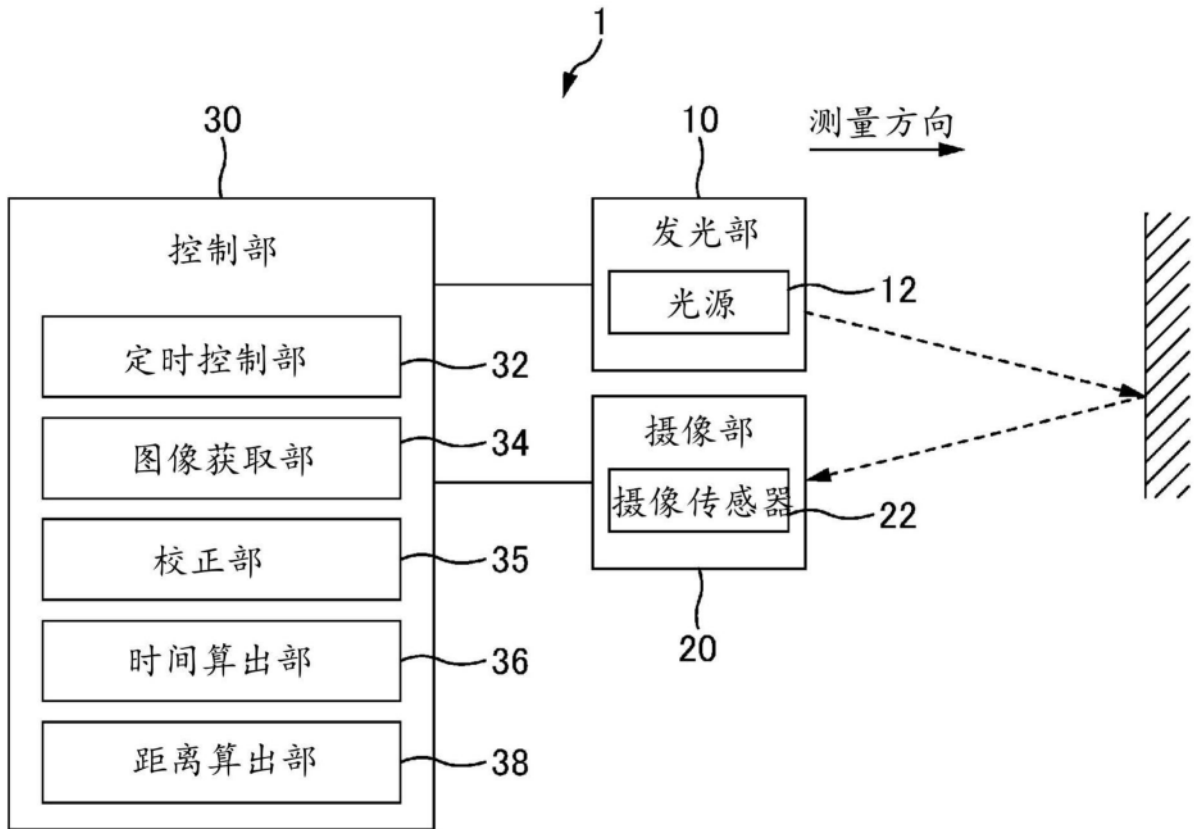 1
30
10
测量方向
控制部
发光部
光源
12
定时控制部
32
摄像部
图像获取部
34
摄像传感器
22
校正部
35
20
时间算出部
36
距离算出部
38